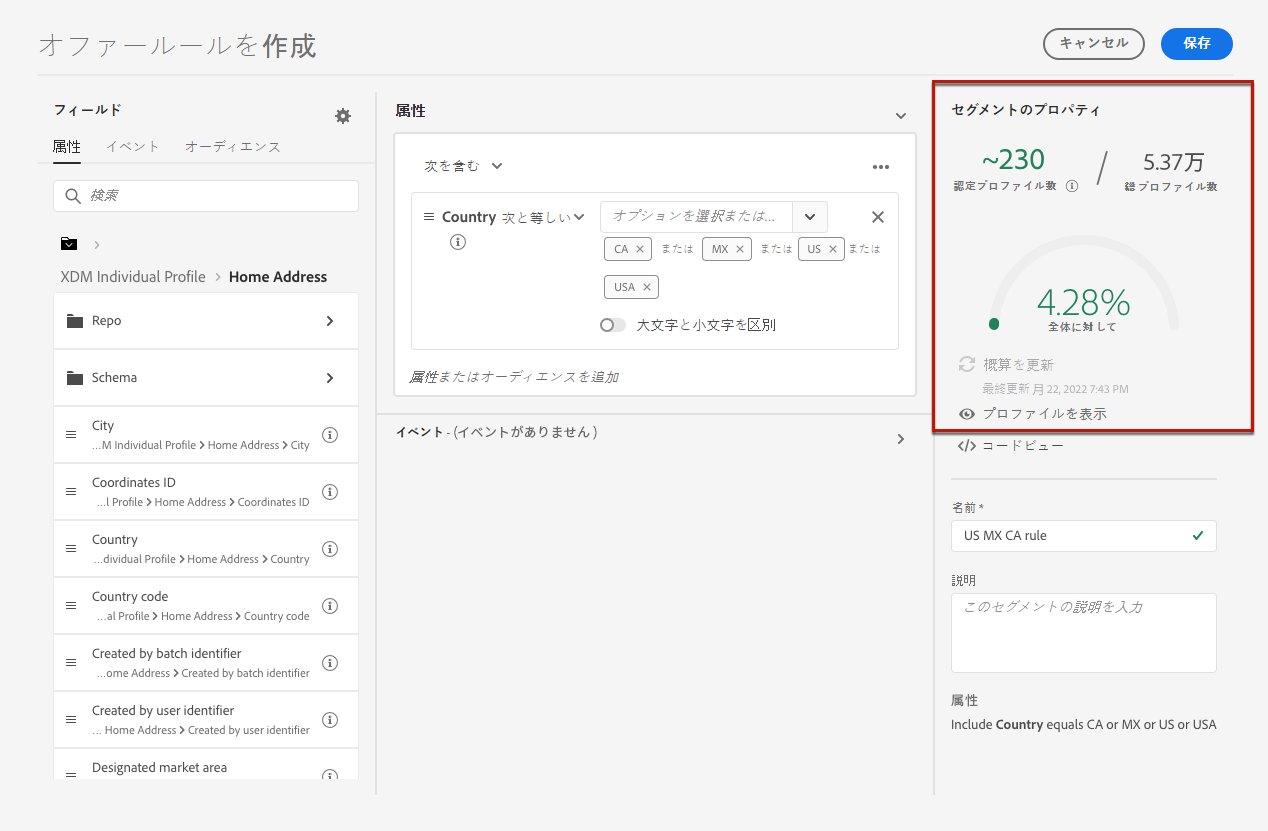 オファールールを作成
キャンセル
保存
フィールド
属性
イベント
オーディエンス
検索
XDM Individual Profile
Home Address
Repo
Schema
City
...M Individual Profile > Home Address > City
Coordinates ID
...l Profile > Home Address > Coordinates ID
Country
...dividual Profile > Home Address > Country
Country code
...al Profile > Home Address > Country code
Created by batch identifier
...ome Address > Created by batch identifier
Created by user identifier
... Home Address > Created by user identifier
Designated market area
属性
次を含む
Country 次と等しい
オプションを選択または...
CA × または MX × または US × または
USA ×
大文字と小文字を区別
属性またはオーディエンスを追加
イベント - (イベントがありません)
セグメントのプロパティ
~230
認定プロファイル数
/
5.37万
総プロファイル数
4.28%
全体に対して
概算を更新
最終更新 月 22, 2022 7:43 PM
プロファイルを表示
</> コードビュー
名前 *
US MX CA rule
説明
このセグメントの説明を入力
属性
Include Country equals CA or MX or US or USA